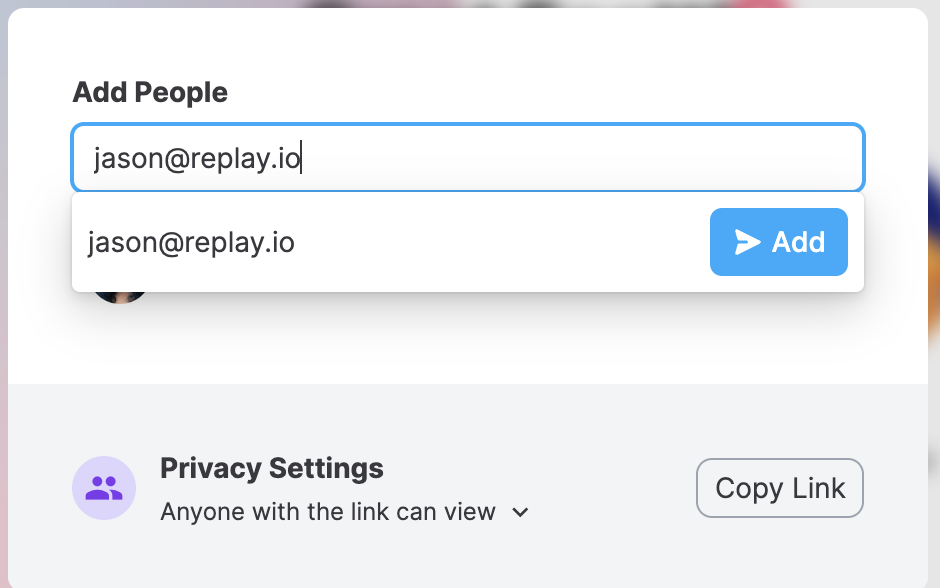 Add People
jason@replay.io
jason@replay.io
Add
Privacy Settings
Anyone with the link can view
Copy Link